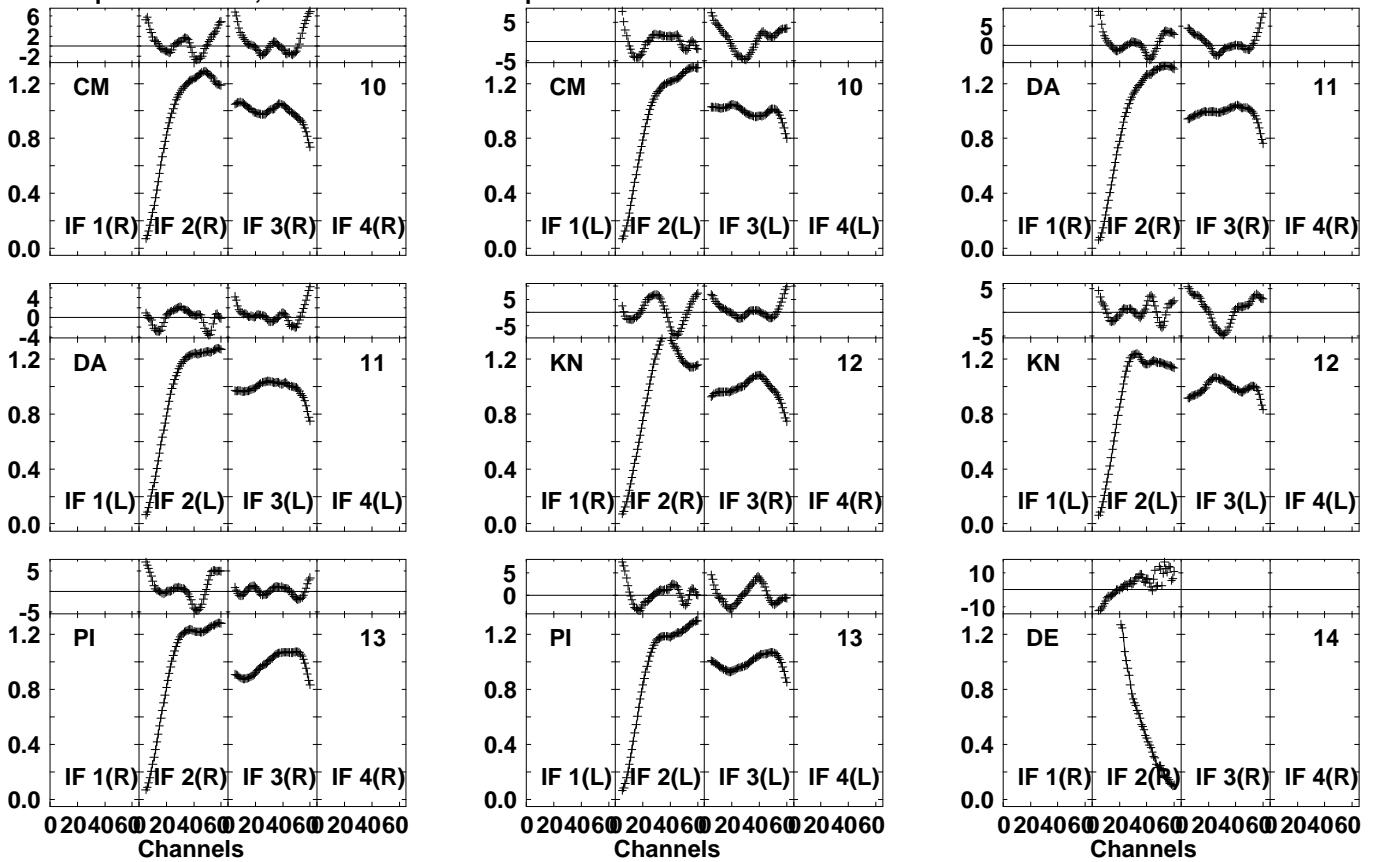 6 2 -2
5 -5
5 0
CM 10
CM 10
DA 11
1.2 0.8 0.4 0.0
1.2 0.8 0.4 0.0
1.2 0.8 0.4 0.0
IF 1(R) IF 2(R) IF 3(R) IF 4(R)
IF 1(L) IF 2(L) IF 3(L) IF 4(L)
IF 1(R) IF 2(R) IF 3(R) IF 4(R)
4 0 -4
5 -5
5 -5
DA 11
KN 12
KN 12
1.2 0.8 0.4 0.0
1.2 0.8 0.4 0.0
1.2 0.8 0.4 0.0
IF 1(L) IF 2(L) IF 3(L) IF 4(L)
IF 1(R) IF 2(R) IF 3(R) IF 4(R)
IF 1(L) IF 2(L) IF 3(L) IF 4(L)
5 -5
5 0
10 -10
PI 13
PI 13
DE 14
1.2 0.8 0.4 0.0
1.2 0.8 0.4 0.0
1.2 0.8 0.4 0.0
IF 1(R) IF 2(R) IF 3(R) IF 4(R)
IF 1(L) IF 2(L) IF 3(L) IF 4(L)
IF 1(R) IF 2(R) IF 3(R) IF 4(R)
0 204060 0 204060 0 204060 0 204060
0 204060 0 204060 0 204060 0 204060
0 204060 0 204060 0 204060 0 204060
Channels
Channels
Channels